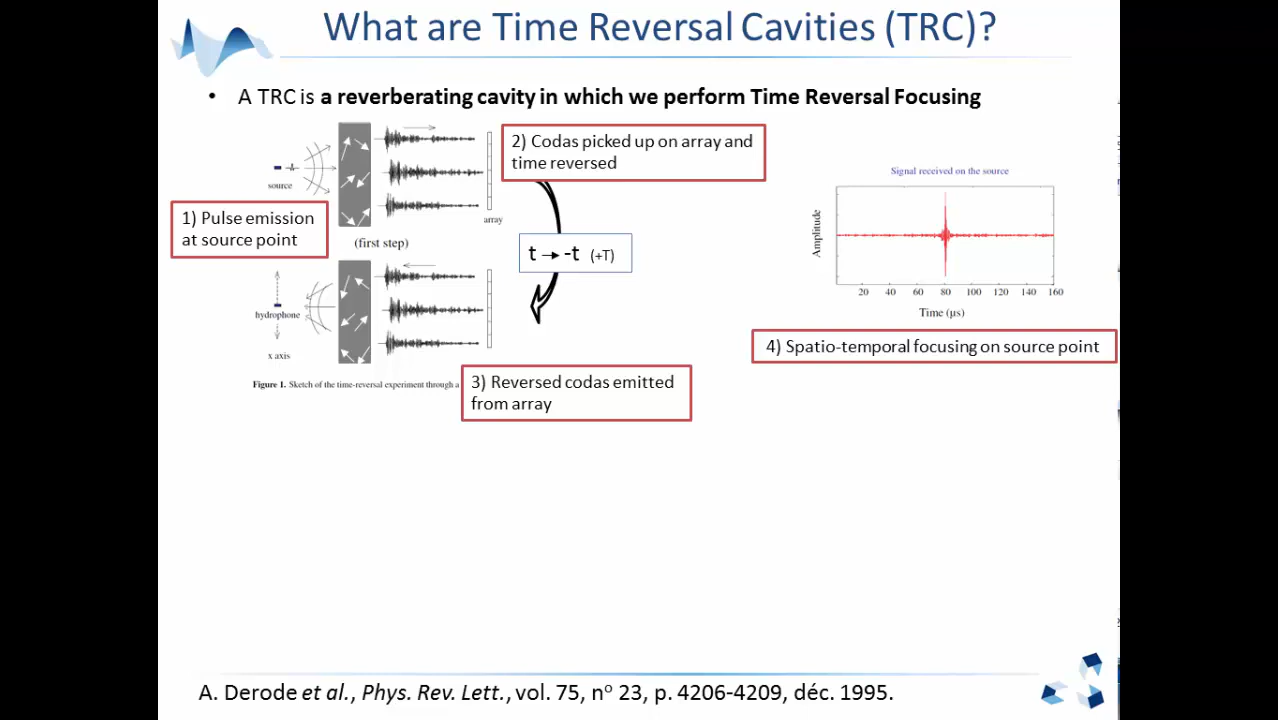 What are Time Reversal Cavities (TRC)?
• A TRC is a reverberating cavity in which we perform Time Reversal Focusing
source
1) Pulse emission
at source point
2) Codas picked up on array and
time reversed
array
(first step)
t → -t (+T)
hydrophone
x axis
Figure 1. Sketch of the time-reversal experiment through a
3) Reversed codas emitted
from array
Signal received on the source
Amplitude
20 40 60 80 100 120 140 160
Time (µs)
4) Spatio-temporal focusing on source point
A. Derode et al., Phys. Rev. Lett., vol. 75, nᵒ 23, p. 4206-4209, déc. 1995.